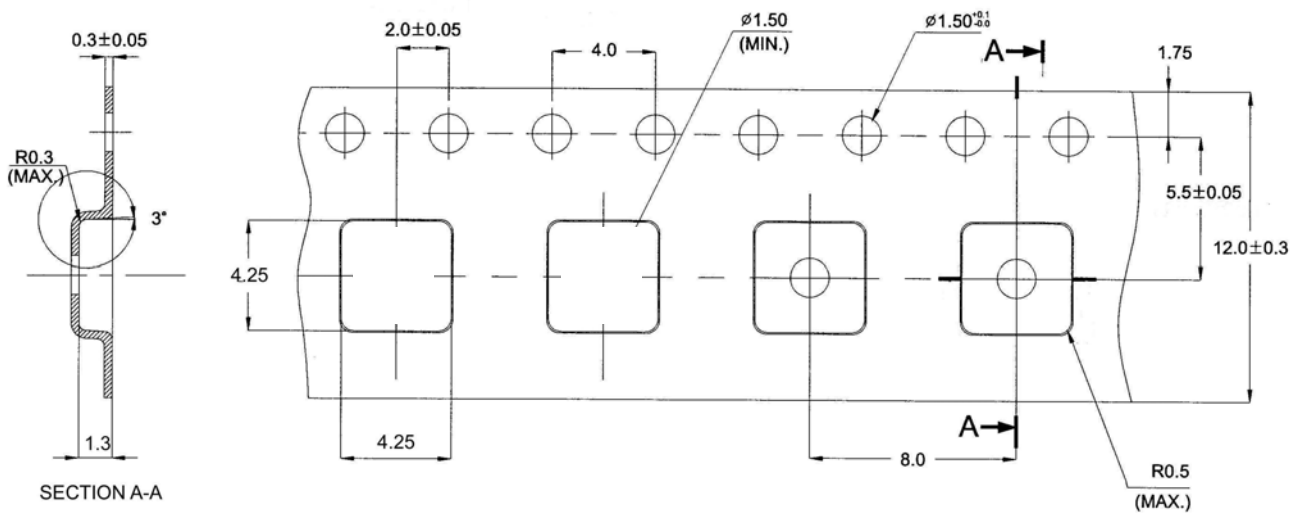 0.3±0.05
2.0±0.05
4.0
ø1.50
(MIN.)
ø1.50+0.1
-0.0
A
1.75
R0.3
(MAX.)
3°
5.5±0.05
12.0±0.3
4.25
1.3
4.25
8.0
A
R0.5
(MAX.)
SECTION A-A